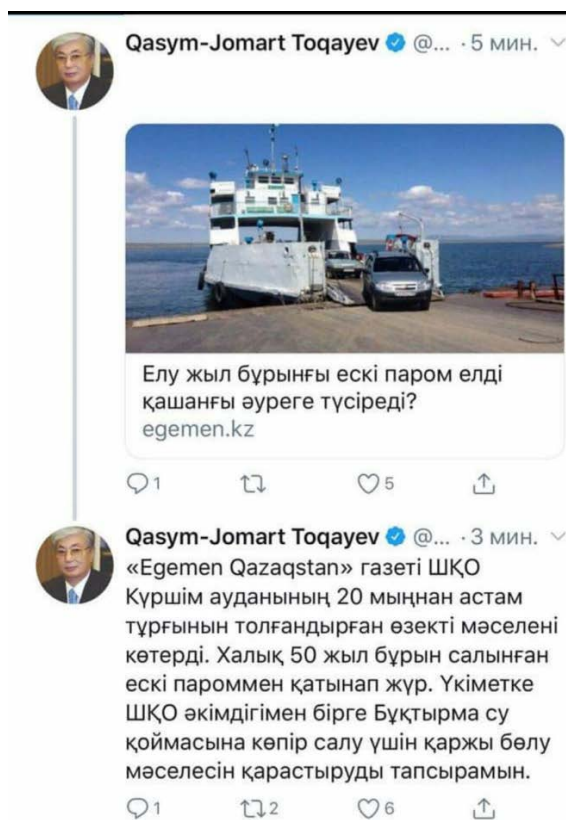 Qasym-Jomart Toqayev @... · 5 мин.
Елу жыл бұрынғы ескі паром елді
қашанғы әуреге түсіреді?
egemen.kz
1 5
Qasym-Jomart Toqayev @... · 3 мин.
«Egemen Qazaqstan» газеті ШҚО
Күршім ауданының 20 мыңнан астам
тұрғынын толғандырған өзекті мәселені
көтерді. Халық 50 жыл бұрын салынған
ескі пароммен қатынап жүр. Үкіметке
ШҚО әкімдігімен бірге Бұқтырма су
қоймасына көпір салу үшін қаржы бөлу
мәселесін қарастыруды тапсырамын.
1 2 6